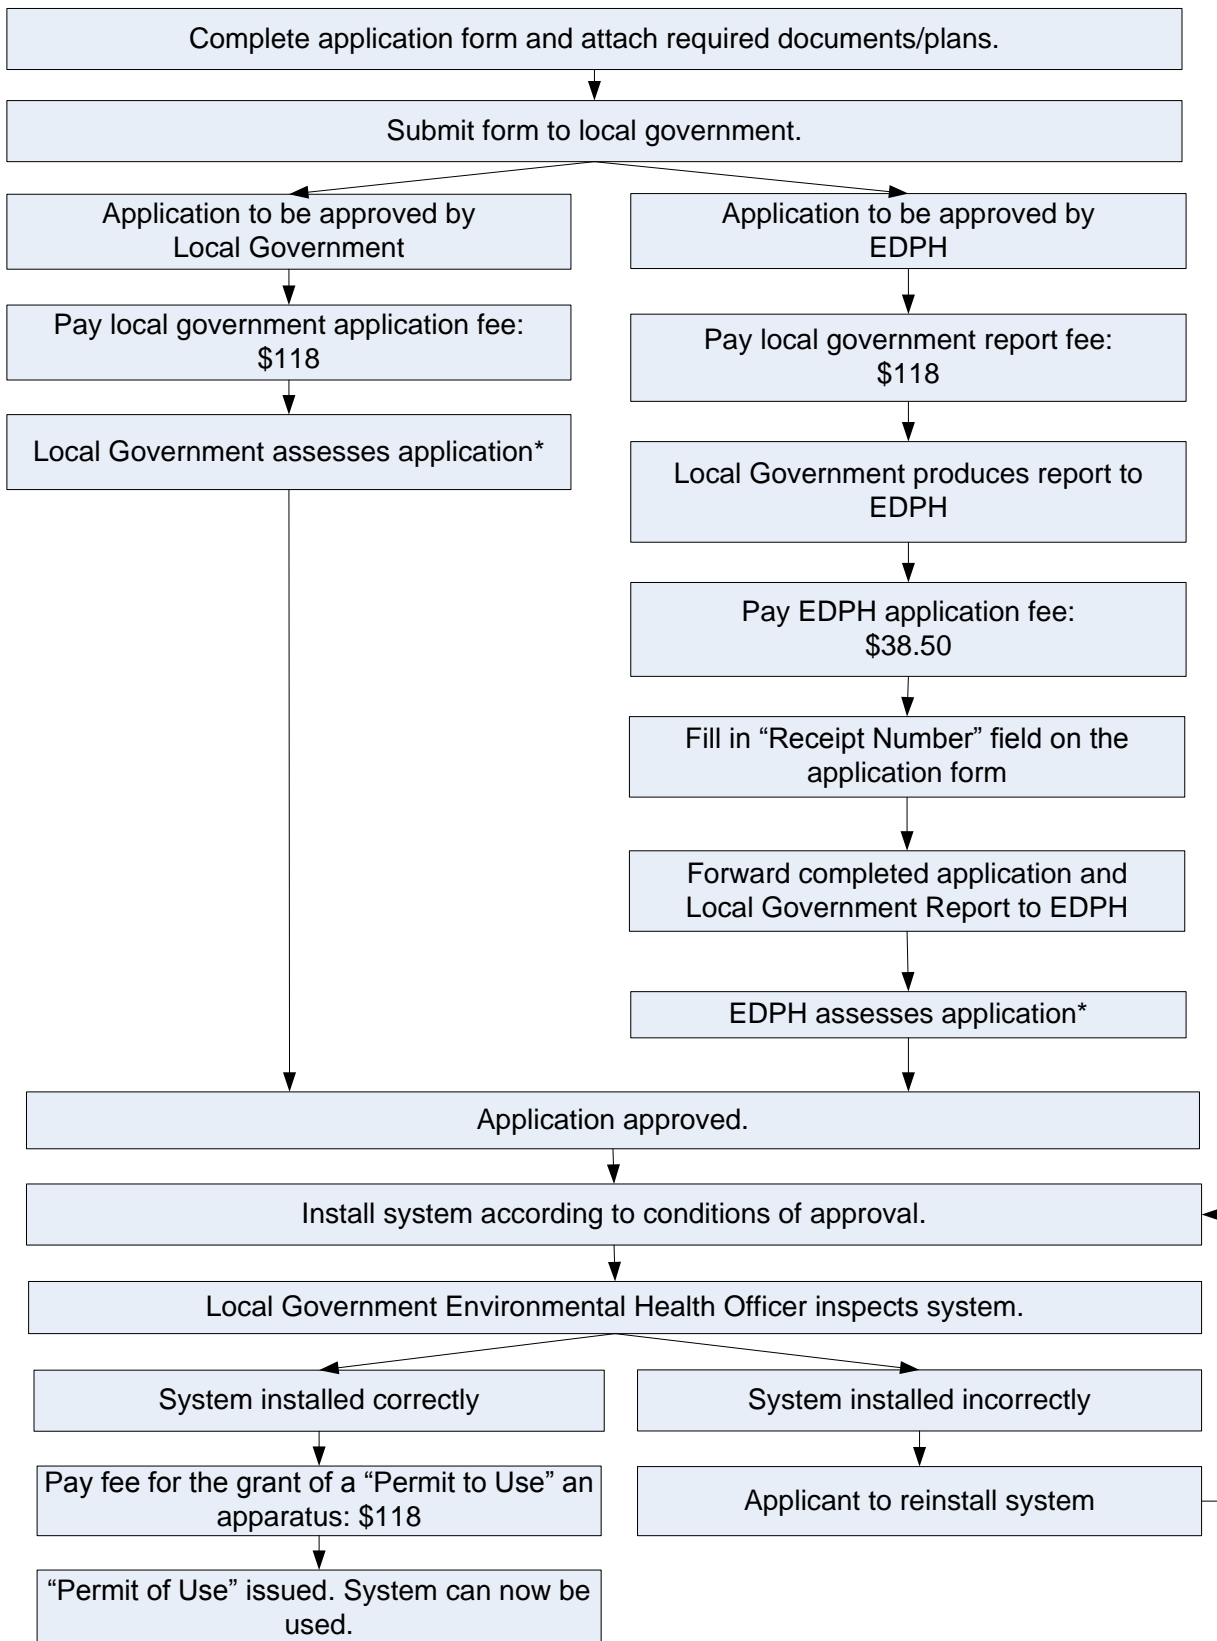 Complete application form and attach required documents/plans.
Submit form to local government.
Application to be approved by
Local Government
Application to be approved by
EDPH
Pay local government application fee:
$118
Pay local government report fee:
$118
Local Government assesses application*
Local Government produces report to
EDPH
Pay EDPH application fee:
$38.50
Fill in “Receipt Number” field on the
application form
Forward completed application and
Local Government Report to EDPH
EDPH assesses application*
Application approved.
Install system according to conditions of approval.
Local Government Environmental Health Officer inspects system.
System installed correctly
System installed incorrectly
Pay fee for the grant of a “Permit to Use” an
apparatus: $118
Applicant to reinstall system
“Permit of Use” issued. System can now be
used.